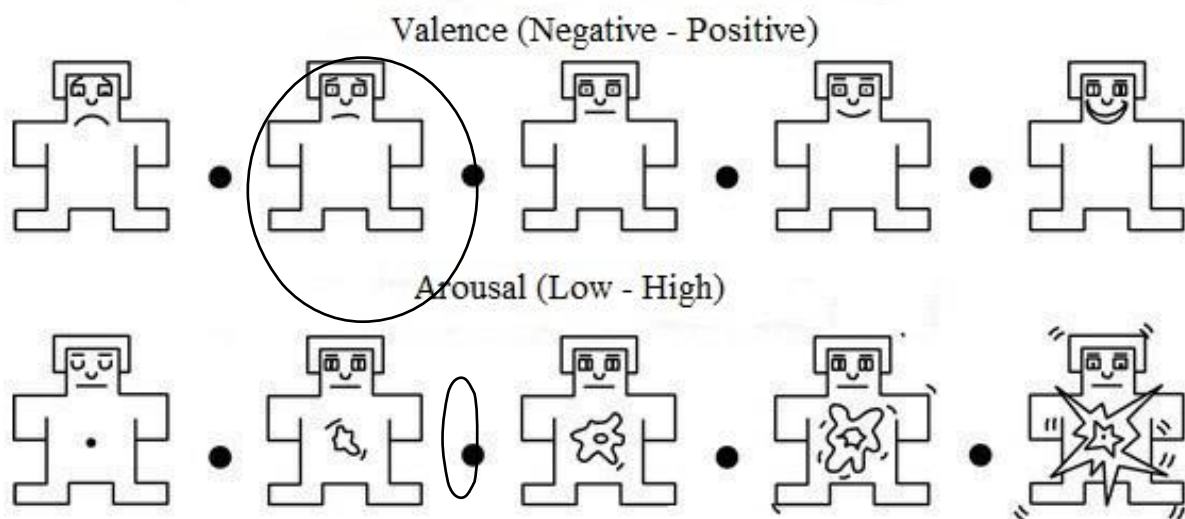 Valence (Negative - Positive)
Arousal (Low - High)